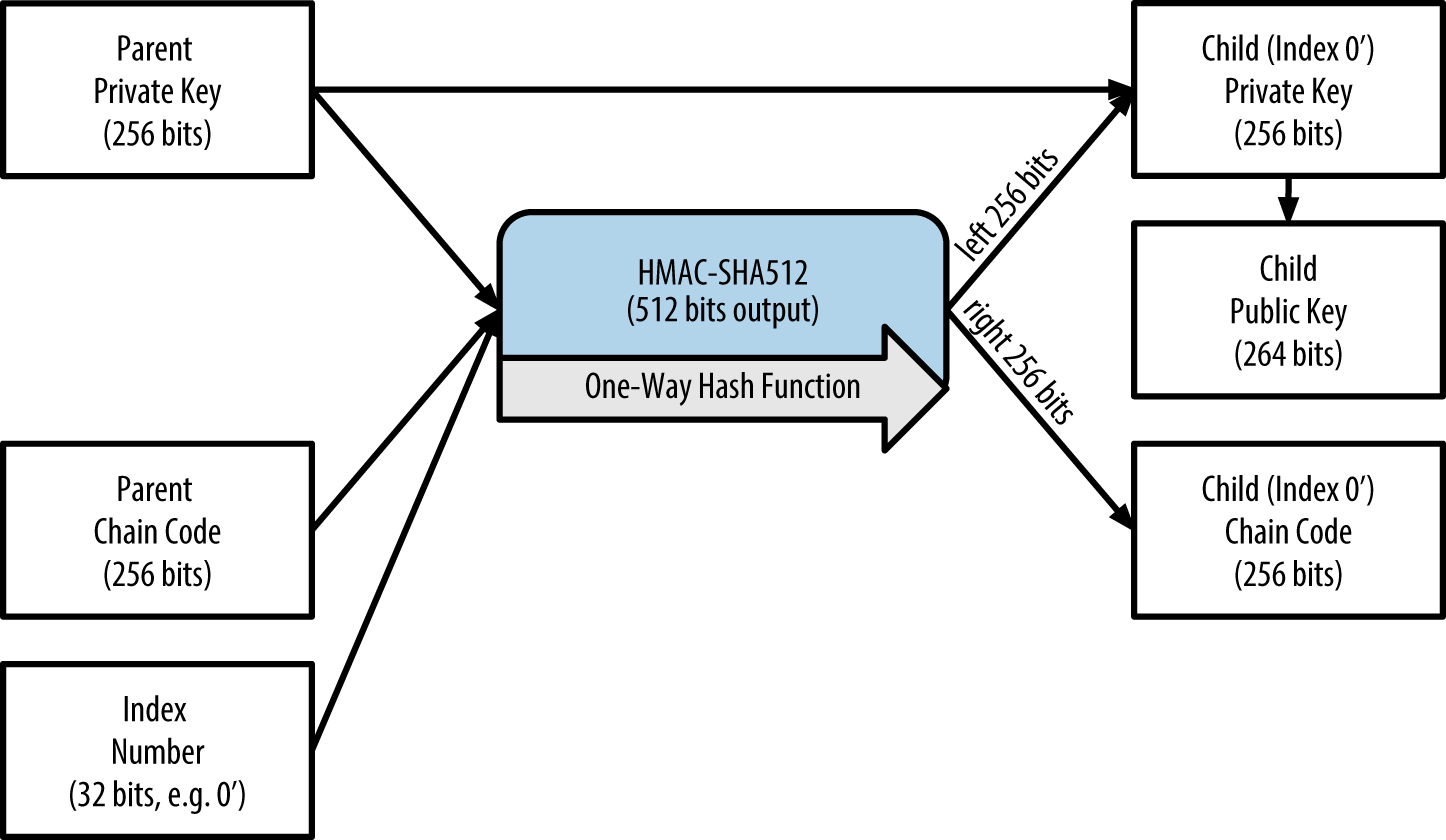 Parent
Private Key
(256 bits)
Child (Index 0’)
Private Key
(256 bits)
left 256 bits
HMAC-SHA512
(512 bits output)
One-Way Hash Function
right 256 bits
Child
Public Key
(264 bits)
Parent
Chain Code
(256 bits)
Child (Index 0’)
Chain Code
(256 bits)
Index
Number
(32 bits, e.g. 0’)